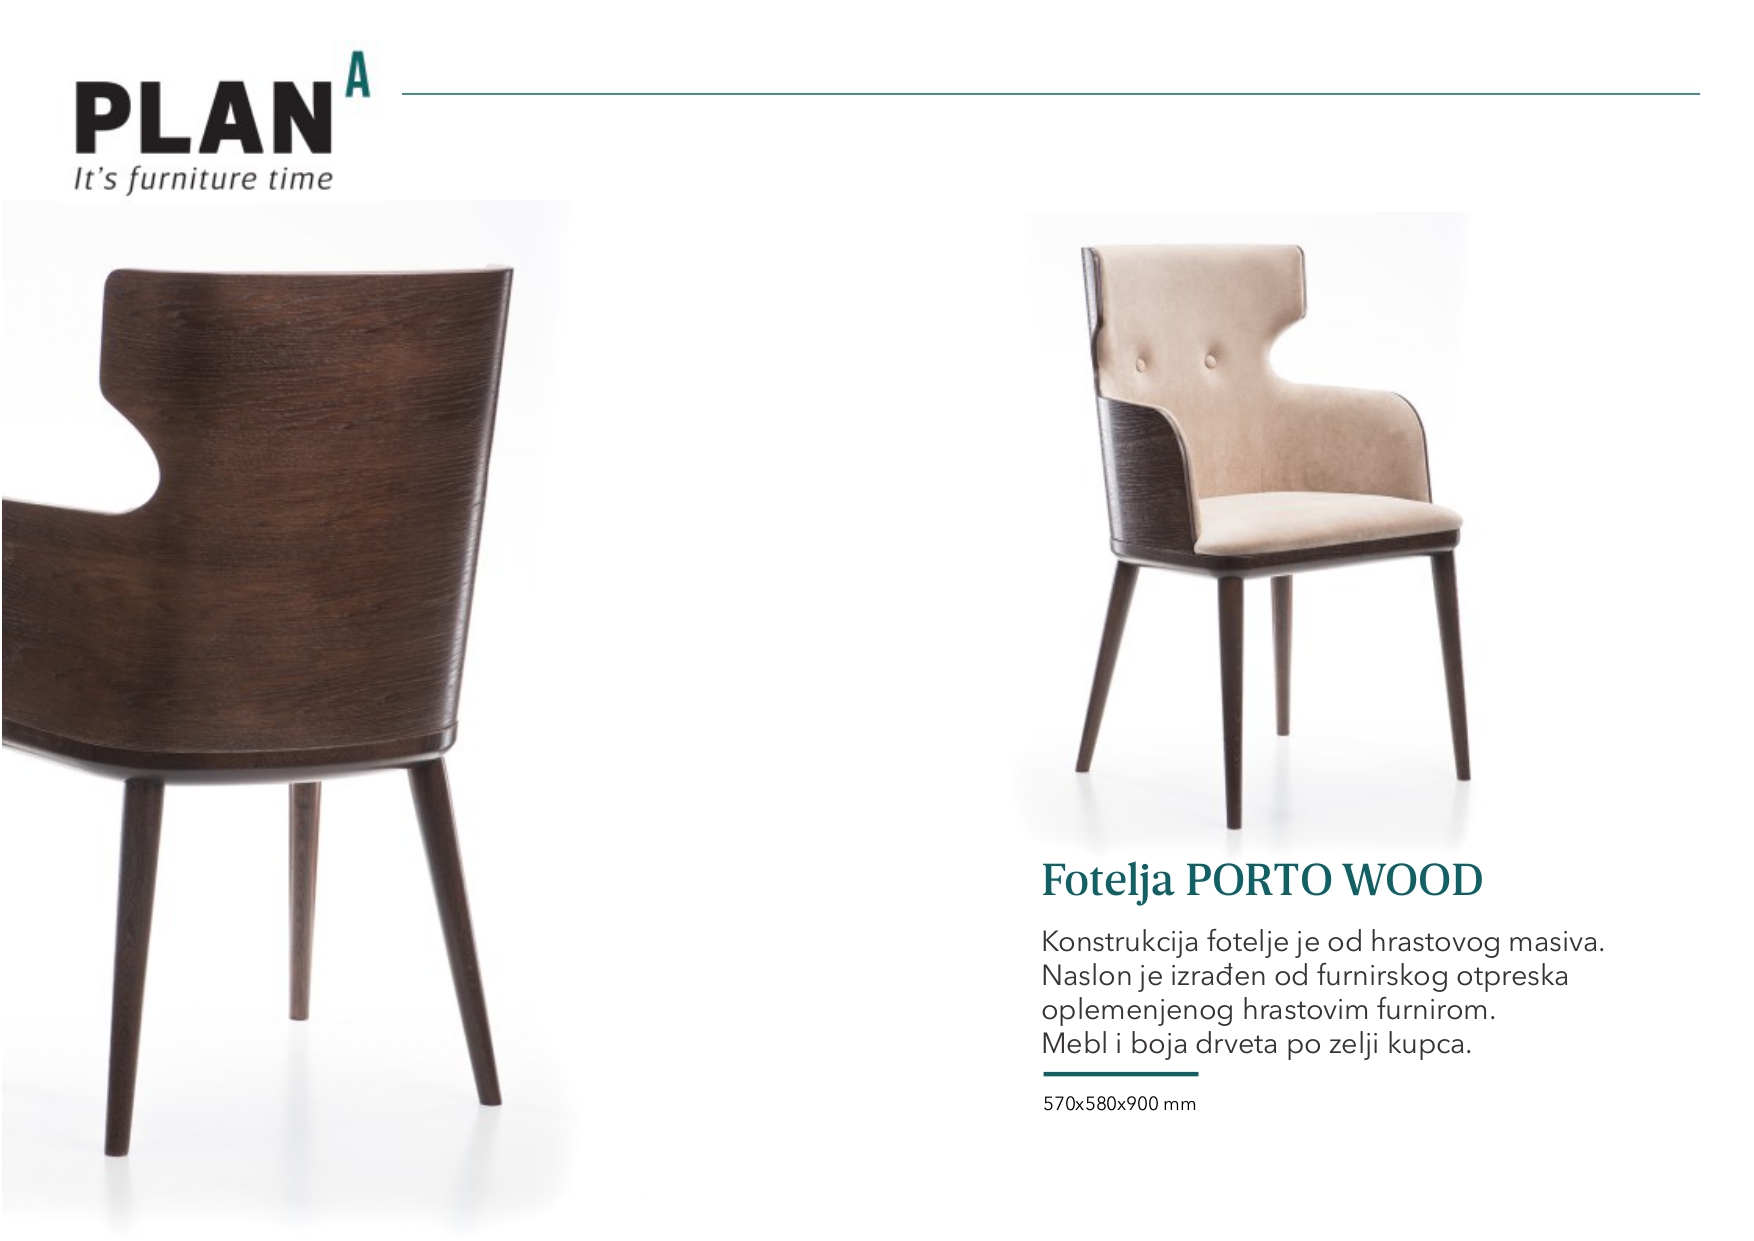 PLAN A
It's furniture time
Fotelja PORTO WOOD
Konstrukcija fotelje je od hrastovog masiva.
Naslon je izrađen od furnirskog otpreska
oplemenjenog hrastovim furnirom.
Mebl i boja drveta po zelji kupca.
570x580x900 mm